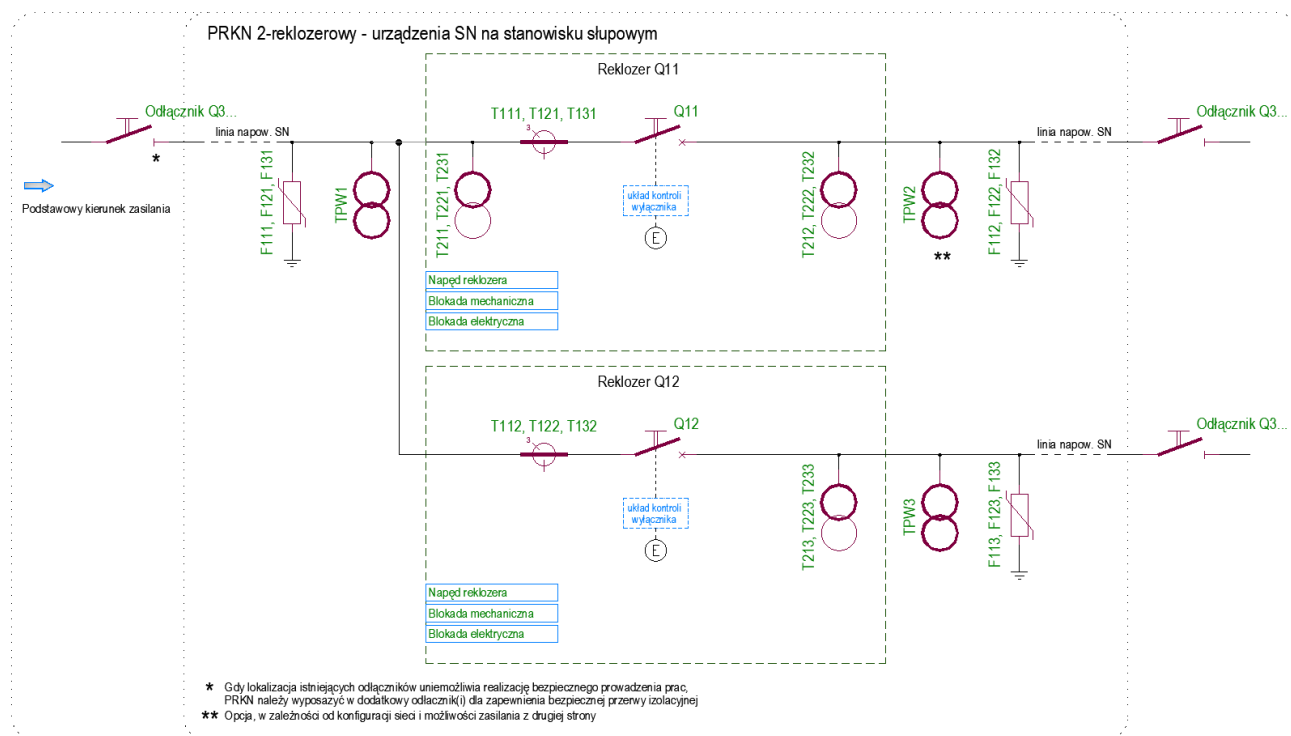 PRKN 2-reklozerowy - urządzenia SN na stanowisku słupowym
Reklozer Q11
Odłącznik Q3...
linia napow. SN
*
Podstawowy kierunek zasilania
F111, F121, F131
TPW1
T211, T221, T231
T111, T121, T131
3
Q11
układ kontroli
wyłącznika
E
T212, T222, T232
TPW2
**
F112, F122, F132
linia napow. SN
Odłącznik Q3...
Napęd reklozera
Blokada mechaniczna
Blokada elektryczna
Reklozer Q12
T112, T122, T132
3
Q12
układ kontroli
wyłącznika
E
T213, T223, T233
TPW3
F113, F123, F133
linia napow. SN
Odłącznik Q3...
Napęd reklozera
Blokada mechaniczna
Blokada elektryczna
* Gdy lokalizacja istniejących odłączników uniemożliwia realizację bezpiecznego prowadzenia prac,
PRKN należy wyposażyć w dodatkowy odłacznik(i) dla zapewnienia bezpiecznej przerwy izolacyjnej
** Opcja, w zależności od konfiguracji sieci i możliwości zasilania z drugiej strony